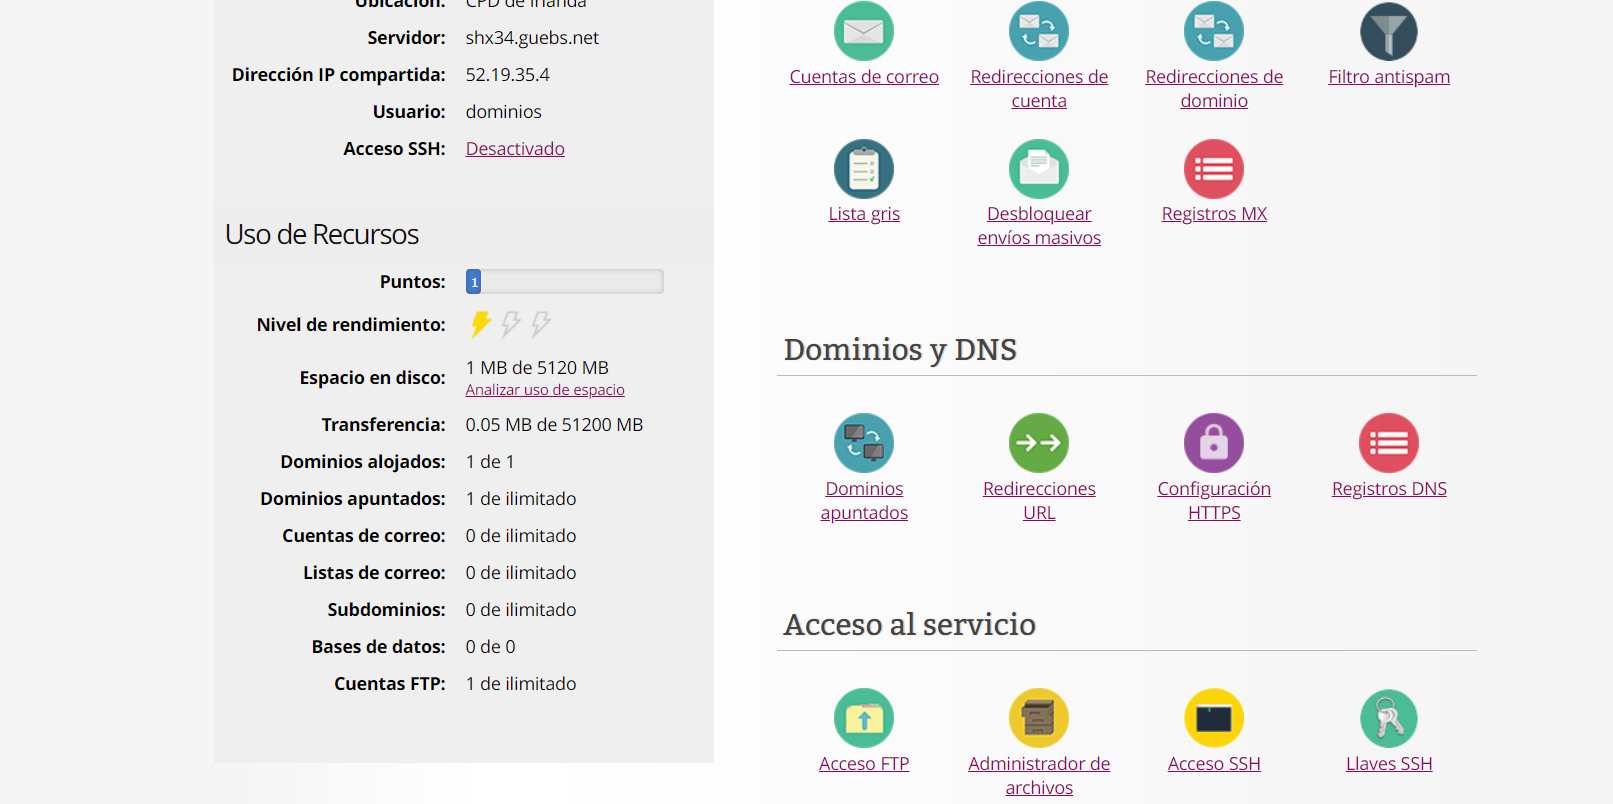 Ubicación: CPD de Irlanda
Servidor: shx34.guebs.net
Dirección IP compartida: 52.19.35.4
Usuario: dominios
Acceso SSH: Desactivado
Uso de Recursos
Puntos: 1
Nivel de rendimiento:
Espacio en disco: 1 MB de 5120 MB
Analizar uso de espacio
Transferencia: 0.05 MB de 51200 MB
Dominios alojados: 1 de 1
Dominios apuntados: 1 de ilimitado
Cuentas de correo: 0 de ilimitado
Listas de correo: 0 de ilimitado
Subdominios: 0 de ilimitado
Bases de datos: 0 de 0
Cuentas FTP: 1 de ilimitado
Cuentas de correo
Redirecciones de
cuenta
Redirecciones de
dominio
Filtro antispam
Lista gris
Desbloquear
envíos masivos
Registros MX
Dominios y DNS
Dominios
apuntados
Redirecciones
URL
Configuración
HTTPS
Registros DNS
Acceso al servicio
Acceso FTP
Administrador de
archivos
Acceso SSH
Llaves SSH